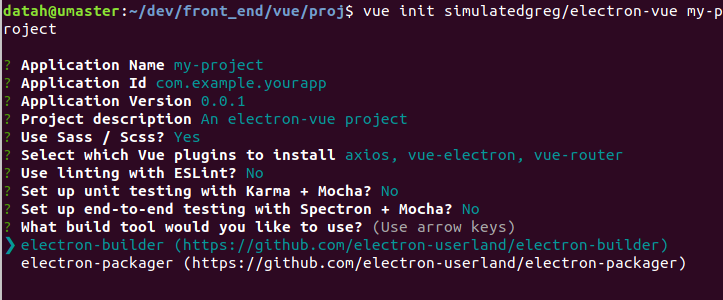 datah@umaster:~/dev/front_end/vue/proj$ vue init simulatedgreg/electron-vue my-p
roject
? Application Name my-project
? Application Id com.example.yourapp
? Application Version 0.0.1
? Project description An electron-vue project
? Use Sass / Scss? Yes
? Select which Vue plugins to install axios, vue-electron, vue-router
? Use linting with ESLint? No
? Set up unit testing with Karma + Mocha? No
? Set up end-to-end testing with Spectron + Mocha? No
? What build tool would you like to use? (Use arrow keys)
❯ electron-builder (https://github.com/electron-userland/electron-builder)
electron-packager (https://github.com/electron-userland/electron-packager)